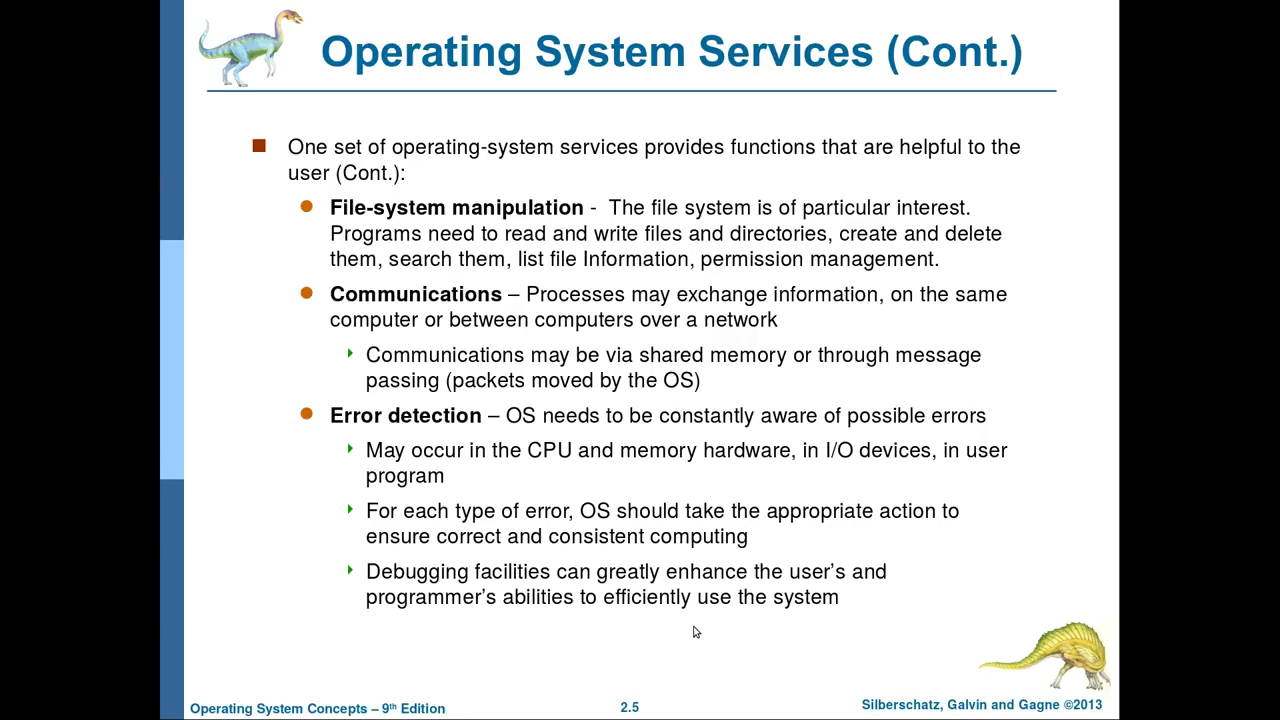 Operating System Services (Cont.)
One set of operating-system services provides functions that are helpful to the
user (Cont.):
File-system manipulation -  The file system is of particular interest.
Programs need to read and write files and directories, create and delete
them, search them, list file Information, permission management.
Communications – Processes may exchange information, on the same
computer or between computers over a network
Communications may be via shared memory or through message
passing (packets moved by the OS)
Error detection – OS needs to be constantly aware of possible errors
May occur in the CPU and memory hardware, in I/O devices, in user
program
For each type of error, OS should take the appropriate action to
ensure correct and consistent computing
Debugging facilities can greatly enhance the user’s and
programmer’s abilities to efficiently use the system
Operating System Concepts – 9th Edition
2.5
Silberschatz, Galvin and Gagne ©2013